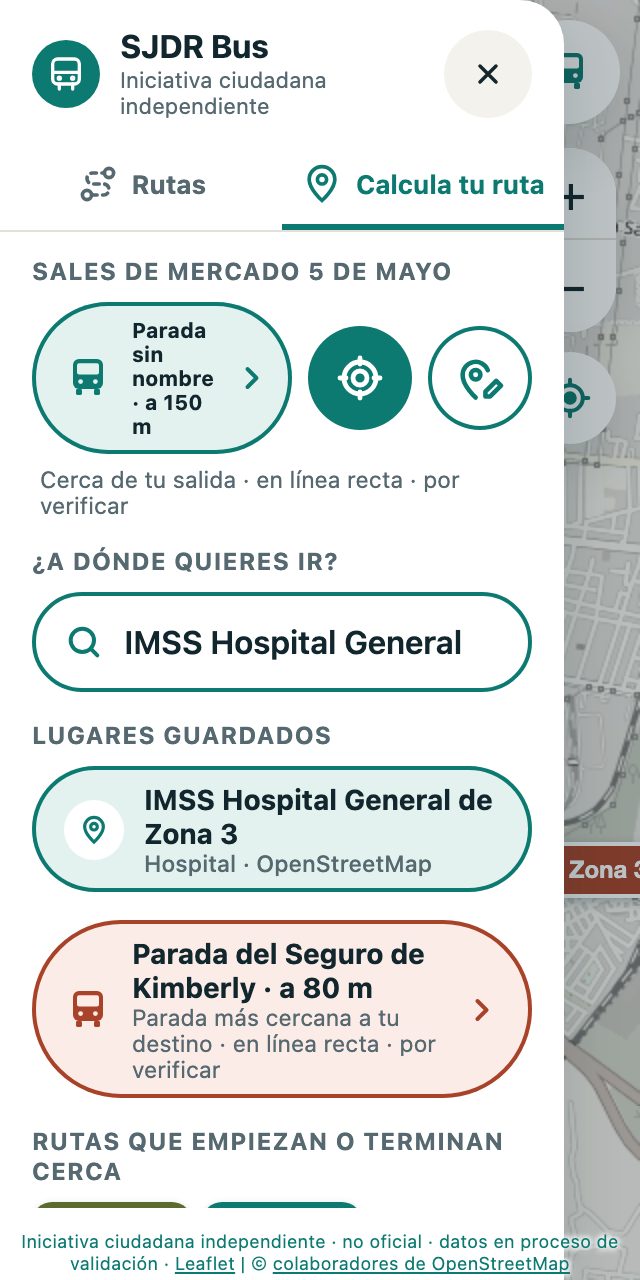 SJDR Bus
Iniciativa ciudadana
independiente
Rutas
Calcula tu ruta
SALES DE MERCADO 5 DE MAYO
Parada
sin
nombre
· a 150
m
Cerca de tu salida · en línea recta · por
verificar
¿A DÓNDE QUIERES IR?
IMSS Hospital General
LUGARES GUARDADOS
IMSS Hospital General de
Zona 3
Hospital · OpenStreetMap
Zona 3
Parada del Seguro de
Kimberly · a 80 m
Parada más cercana a tu
destino · en línea recta · por
verificar
RUTAS QUE EMPIEZAN O TERMINAN
CERCA
Iniciativa ciudadana independiente · no oficial · datos en proceso de
validación · Leaflet | © colaboradores de OpenStreetMap